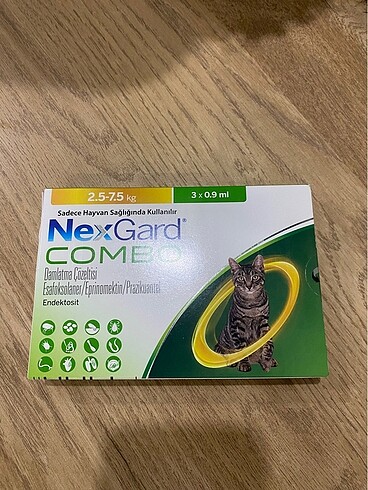 2.5-7.5 kg
3 x 0.9 ml
Sadece Hayvan Sağlığında Kullanılır
NexGard®
COMBO
Damlatma Çözeltisi
Esafoksolaner/Eprinomektin/Prazikuantel
Endektosit